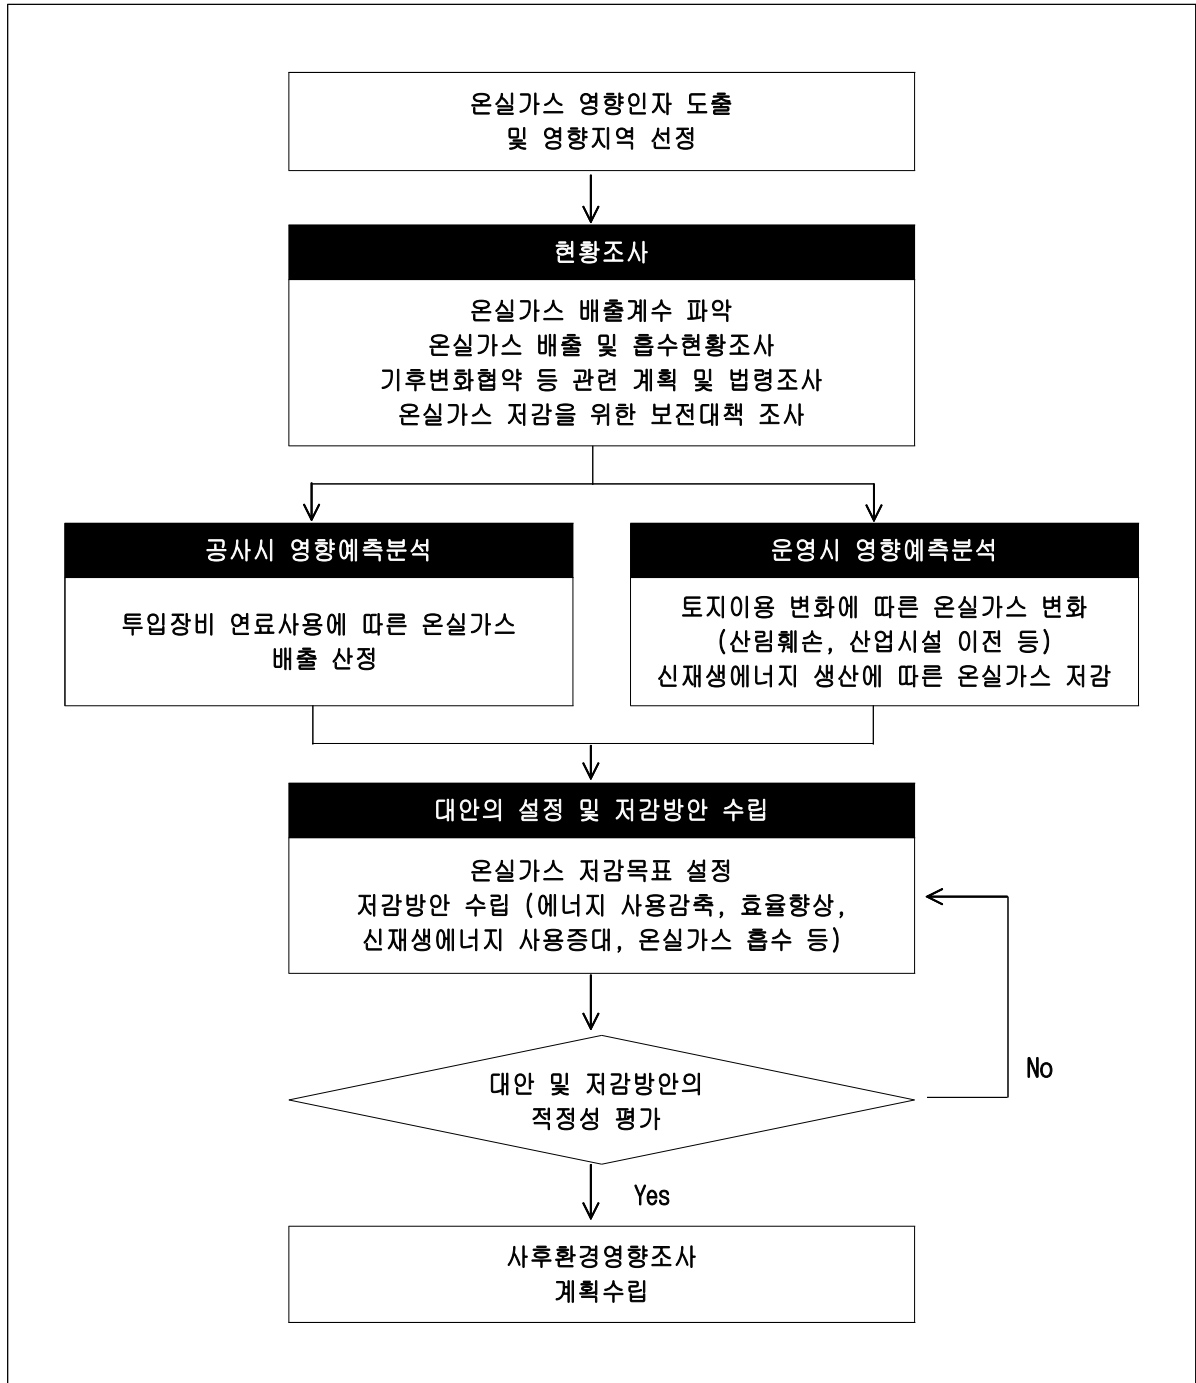 온실가스 영향인자 도출
및 영향지역 선정
현황조사
온실가스 배출계수 파악
온실가스 배출 및 흡수현황조사
기후변화협약 등 관련 계획 및 법령조사
온실가스 저감을 위한 보전대책 조사
공사시 영향예측분석
투입장비 연료사용에 따른 온실가스
배출 산정
운영시 영향예측분석
토지이용 변화에 따른 온실가스 변화
(산림훼손, 산업시설 이전 등)
신재생에너지 생산에 따른 온실가스 저감
대안의 설정 및 저감방안 수립
온실가스 저감목표 설정
저감방안 수립 (에너지 사용감축, 효율향상,
신재생에너지 사용증대, 온실가스 흡수 등)
대안 및 저감방안의
적정성 평가
No
Yes
사후환경영향조사
계획수립